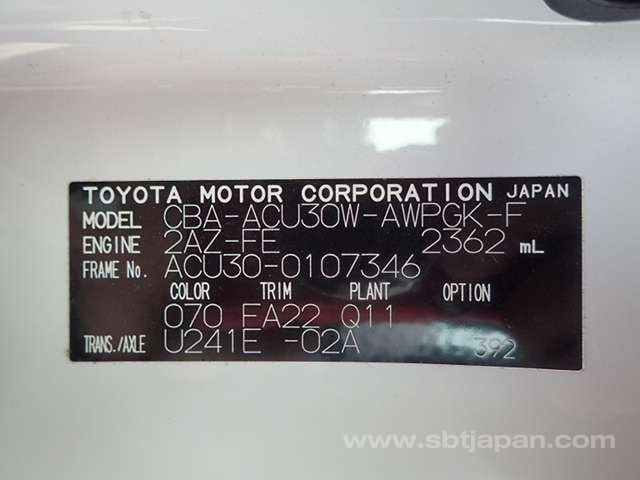 TOYOTA MOTOR CORPORATION JAPAN
MODEL CBA-ACU30W-AWPGK-F
ENGINE 2AZ-FE 2362 mL
FRAME No. ACU30-0107346
COLOR TRIM PLANT OPTION
070 FA22 Q11
TRANS./AXLE U241E -02A 392
www.sbtjapan.com